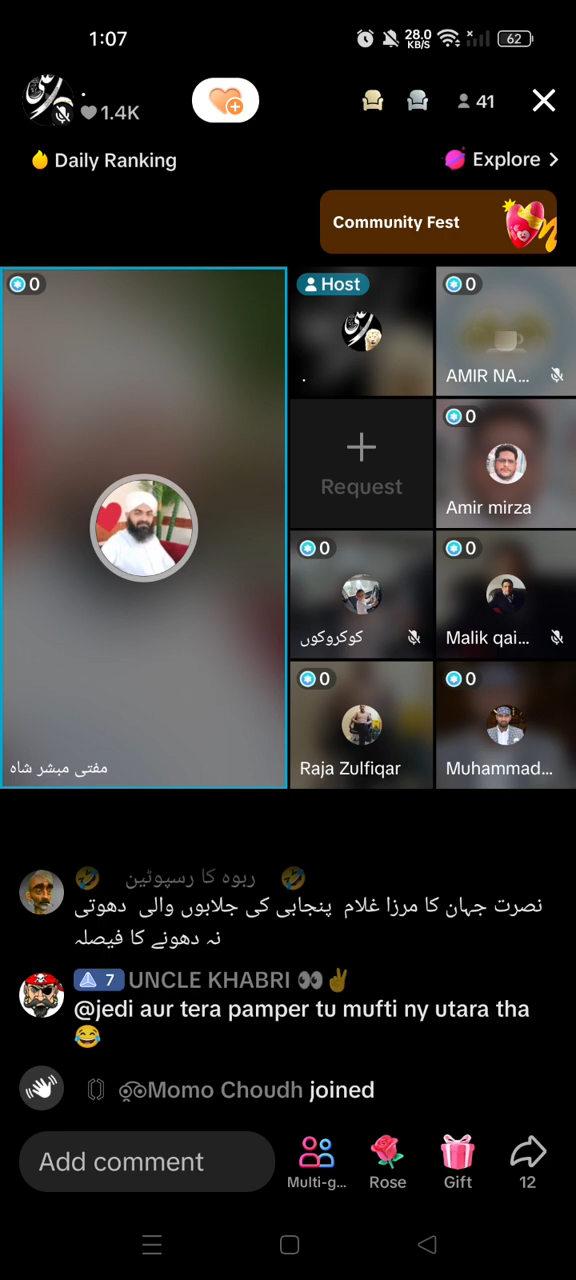 1:07
28.0 KB/S
62
.
1.4K
41
Daily Ranking
Explore
Community Fest
0
Host
.
0
AMIR NA...
Request
0
Amir mirza
0
کوکروکوں
0
Malik qai...
0
Raja Zulfiqar
0
Muhammad...
مفتی مبشر شاہ
ربوہ کا رسپوٹین
نصرت جہان کا مرزا غلام پنجابی کی جلابوں والی دھوتی
نہ دھونے کا فیصلہ
7 UNCLE KHABRI 👀✌
@jedi aur tera pamper tu mufti ny utara tha
😂
Momo Choudh joined
Add comment
Multi-g...
Rose
Gift
12